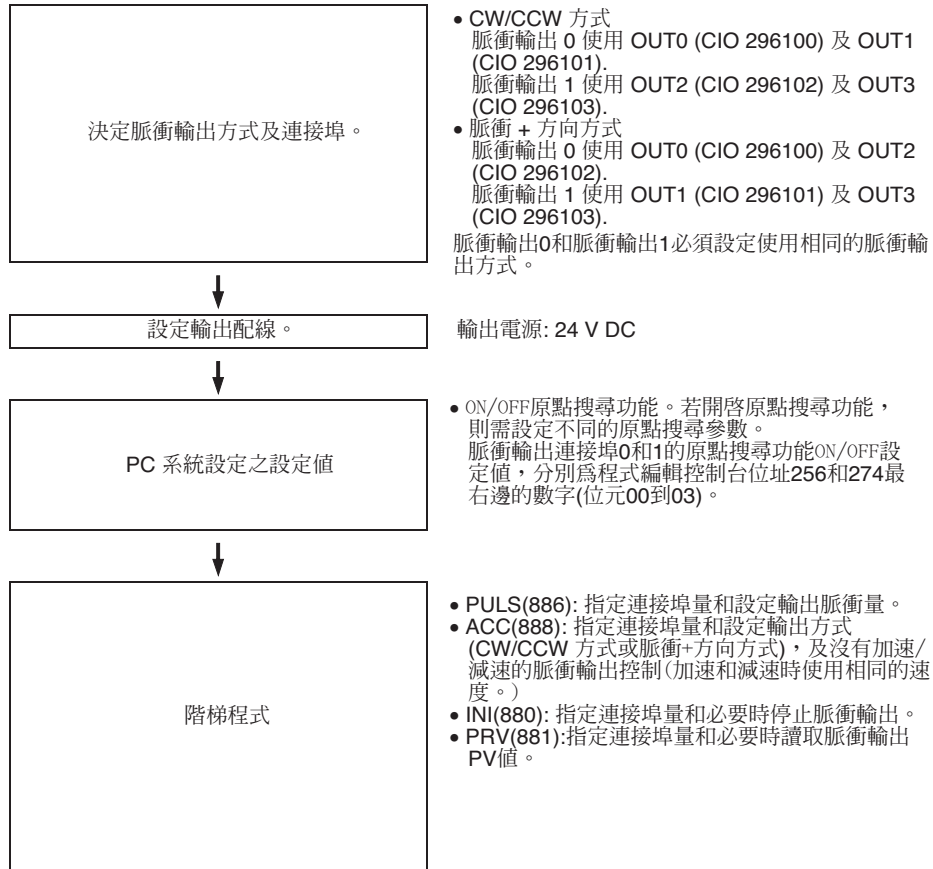 決定脈衝輸出方式及連接埠。
• CW/CCW 方式
脈衝輸出 0 使用 OUT0 (CIO 296100) 及 OUT1
(CIO 296101).
脈衝輸出 1 使用 OUT2 (CIO 296102) 及 OUT3
(CIO 296103).
• 脈衝 + 方向方式
脈衝輸出 0 使用 OUT0 (CIO 296100) 及 OUT2
(CIO 296102).
脈衝輸出 1 使用 OUT1 (CIO 296101) 及 OUT3
(CIO 296103).
脈衝輸出0和脈衝輸出1必須設定使用相同的脈衝輸
出方式。
設定輸出配線。
輸出電源: 24 V DC
PC 系統設定之設定值
• ON/OFF原點搜尋功能。若開啓原點搜尋功能，
則需設定不同的原點搜尋參數。
脈衝輸出連接埠0和1的原點搜尋功能ON/OFF設
定值，分別爲程式編輯控制台位址256和274最
右邊的數字(位元00到03)。
階梯程式
• PULS(886): 指定連接埠量和設定輸出脈衝量。
• ACC(888): 指定連接埠量和設定輸出方式
(CW/CCW 方式或脈衝+方向方式)，及沒有加速/
減速的脈衝輸出控制(加速和減速時使用相同的速
度。)
• INI(880): 指定連接埠量和必要時停止脈衝輸出。
• PRV(881):指定連接埠量和必要時讀取脈衝輸出
PV值。